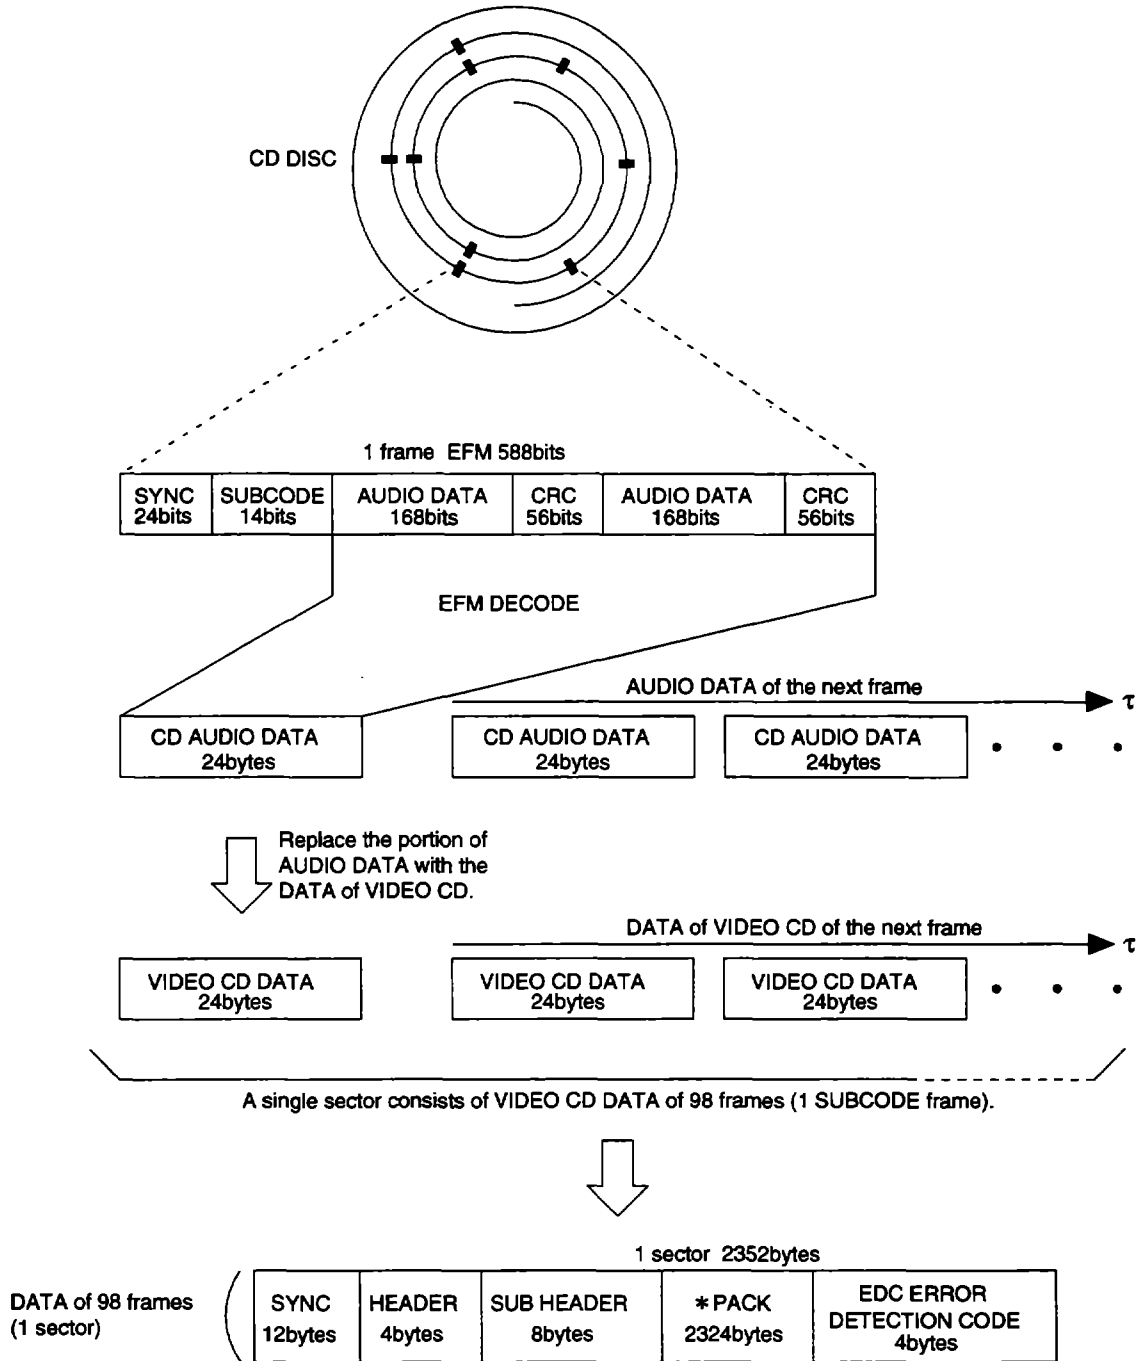 CD DISC
1 frame EFM 588bits
SYNC
24bits
SUBCODE
14bits
AUDIO DATA
168bits
CRC
56bits
AUDIO DATA
168bits
CRC
56bits
EFM DECODE
AUDIO DATA of the next frame
τ
CD AUDIO DATA
24bytes
CD AUDIO DATA
24bytes
CD AUDIO DATA
24bytes
Replace the portion of
AUDIO DATA with the
DATA of VIDEO CD.
DATA of VIDEO CD of the next frame
τ
VIDEO CD DATA
24bytes
VIDEO CD DATA
24bytes
VIDEO CD DATA
24bytes
A single sector consists of VIDEO CD DATA of 98 frames (1 SUBCODE frame).
1 sector 2352bytes
DATA of 98 frames
(1 sector)
SYNC
12bytes
HEADER
4bytes
SUB HEADER
8bytes
*PACK
2324bytes
EDC ERROR
DETECTION CODE
4bytes